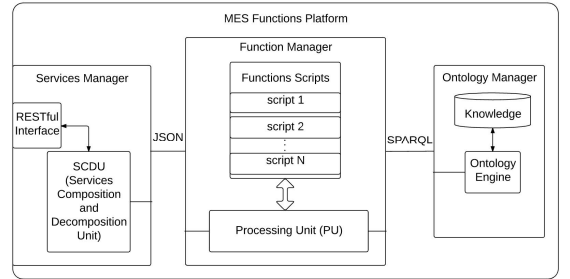 MES Functions Platform
Services Manager
RESTful
Interface
SCDU
(Services
Composition
and
Decomposition
Unit)
JSON
Function Manager
Functions Scripts
script 1
script 2
⋮
script N
Processing Unit (PU)
SPARQL
Ontology Manager
Knowledge
Ontology
Engine